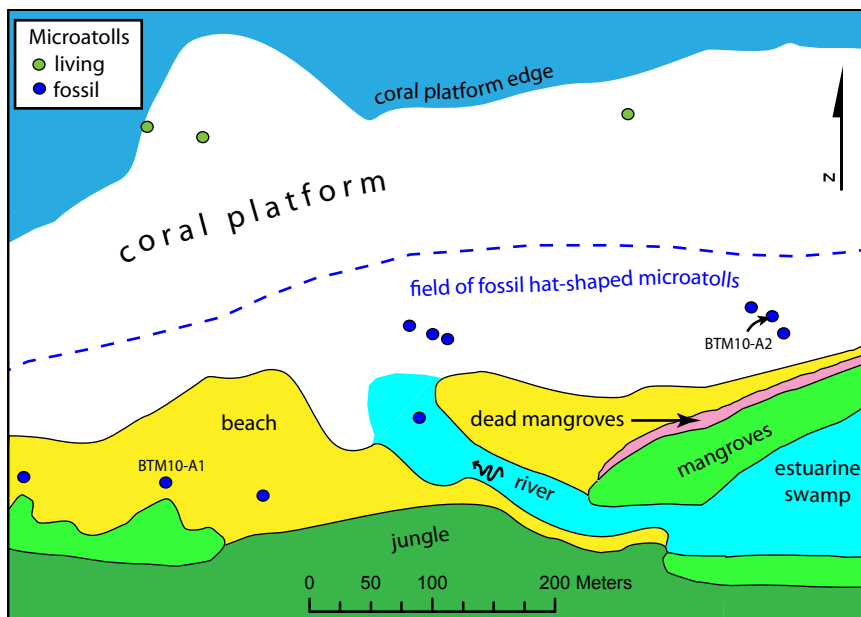 Microatolls
living
fossil
coral platform edge
N
coral platform
field of fossil hat-shaped microatolls
BTM10-A2
beach
dead mangroves
BTM10-A1
mangroves
estuarine
swamp
river
jungle
0 50 100 200 Meters